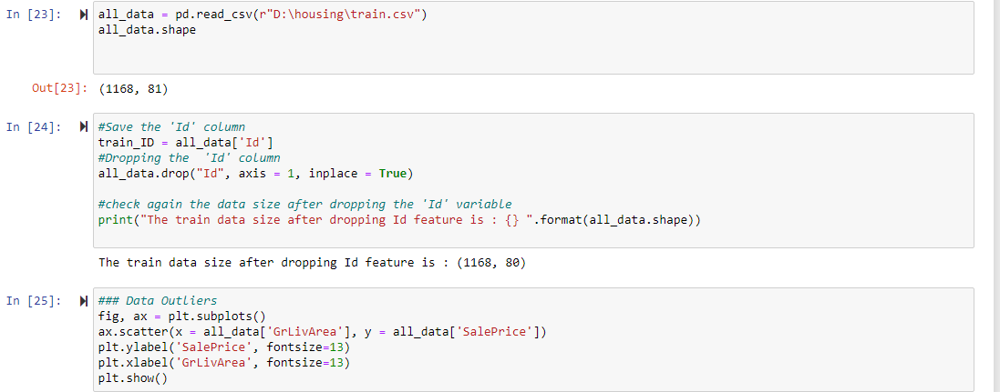 In [23]: all_data = pd.read_csv(r"D:\housing\train.csv")
all_data.shape
Out[23]: (1168, 81)
In [24]: #Save the 'Id' column
train_ID = all_data['Id']
#Dropping the  'Id' column
all_data.drop("Id", axis = 1, inplace = True)
#check again the data size after dropping the 'Id' variable
print("The train data size after dropping Id feature is : {} ".format(all_data.shape))
The train data size after dropping Id feature is : (1168, 80)
In [25]: ### Data Outliers
fig, ax = plt.subplots()
ax.scatter(x = all_data['GrLivArea'], y = all_data['SalePrice'])
plt.ylabel('SalePrice', fontsize=13)
plt.xlabel('GrLivArea', fontsize=13)
plt.show()